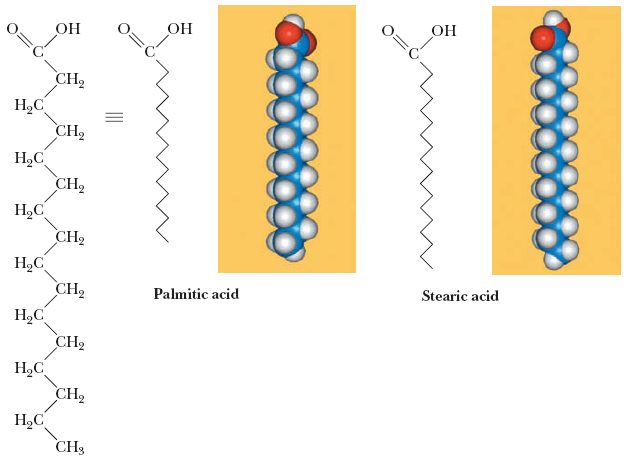 O OH
C
CH₂
H₂C
CH₂
H₂C
CH₂
H₂C
CH₂
H₂C
CH₂
H₂C
CH₂
H₂C
CH₂
H₂C
CH₃
≡
O OH
C
Palmitic acid
O OH
C
Stearic acid